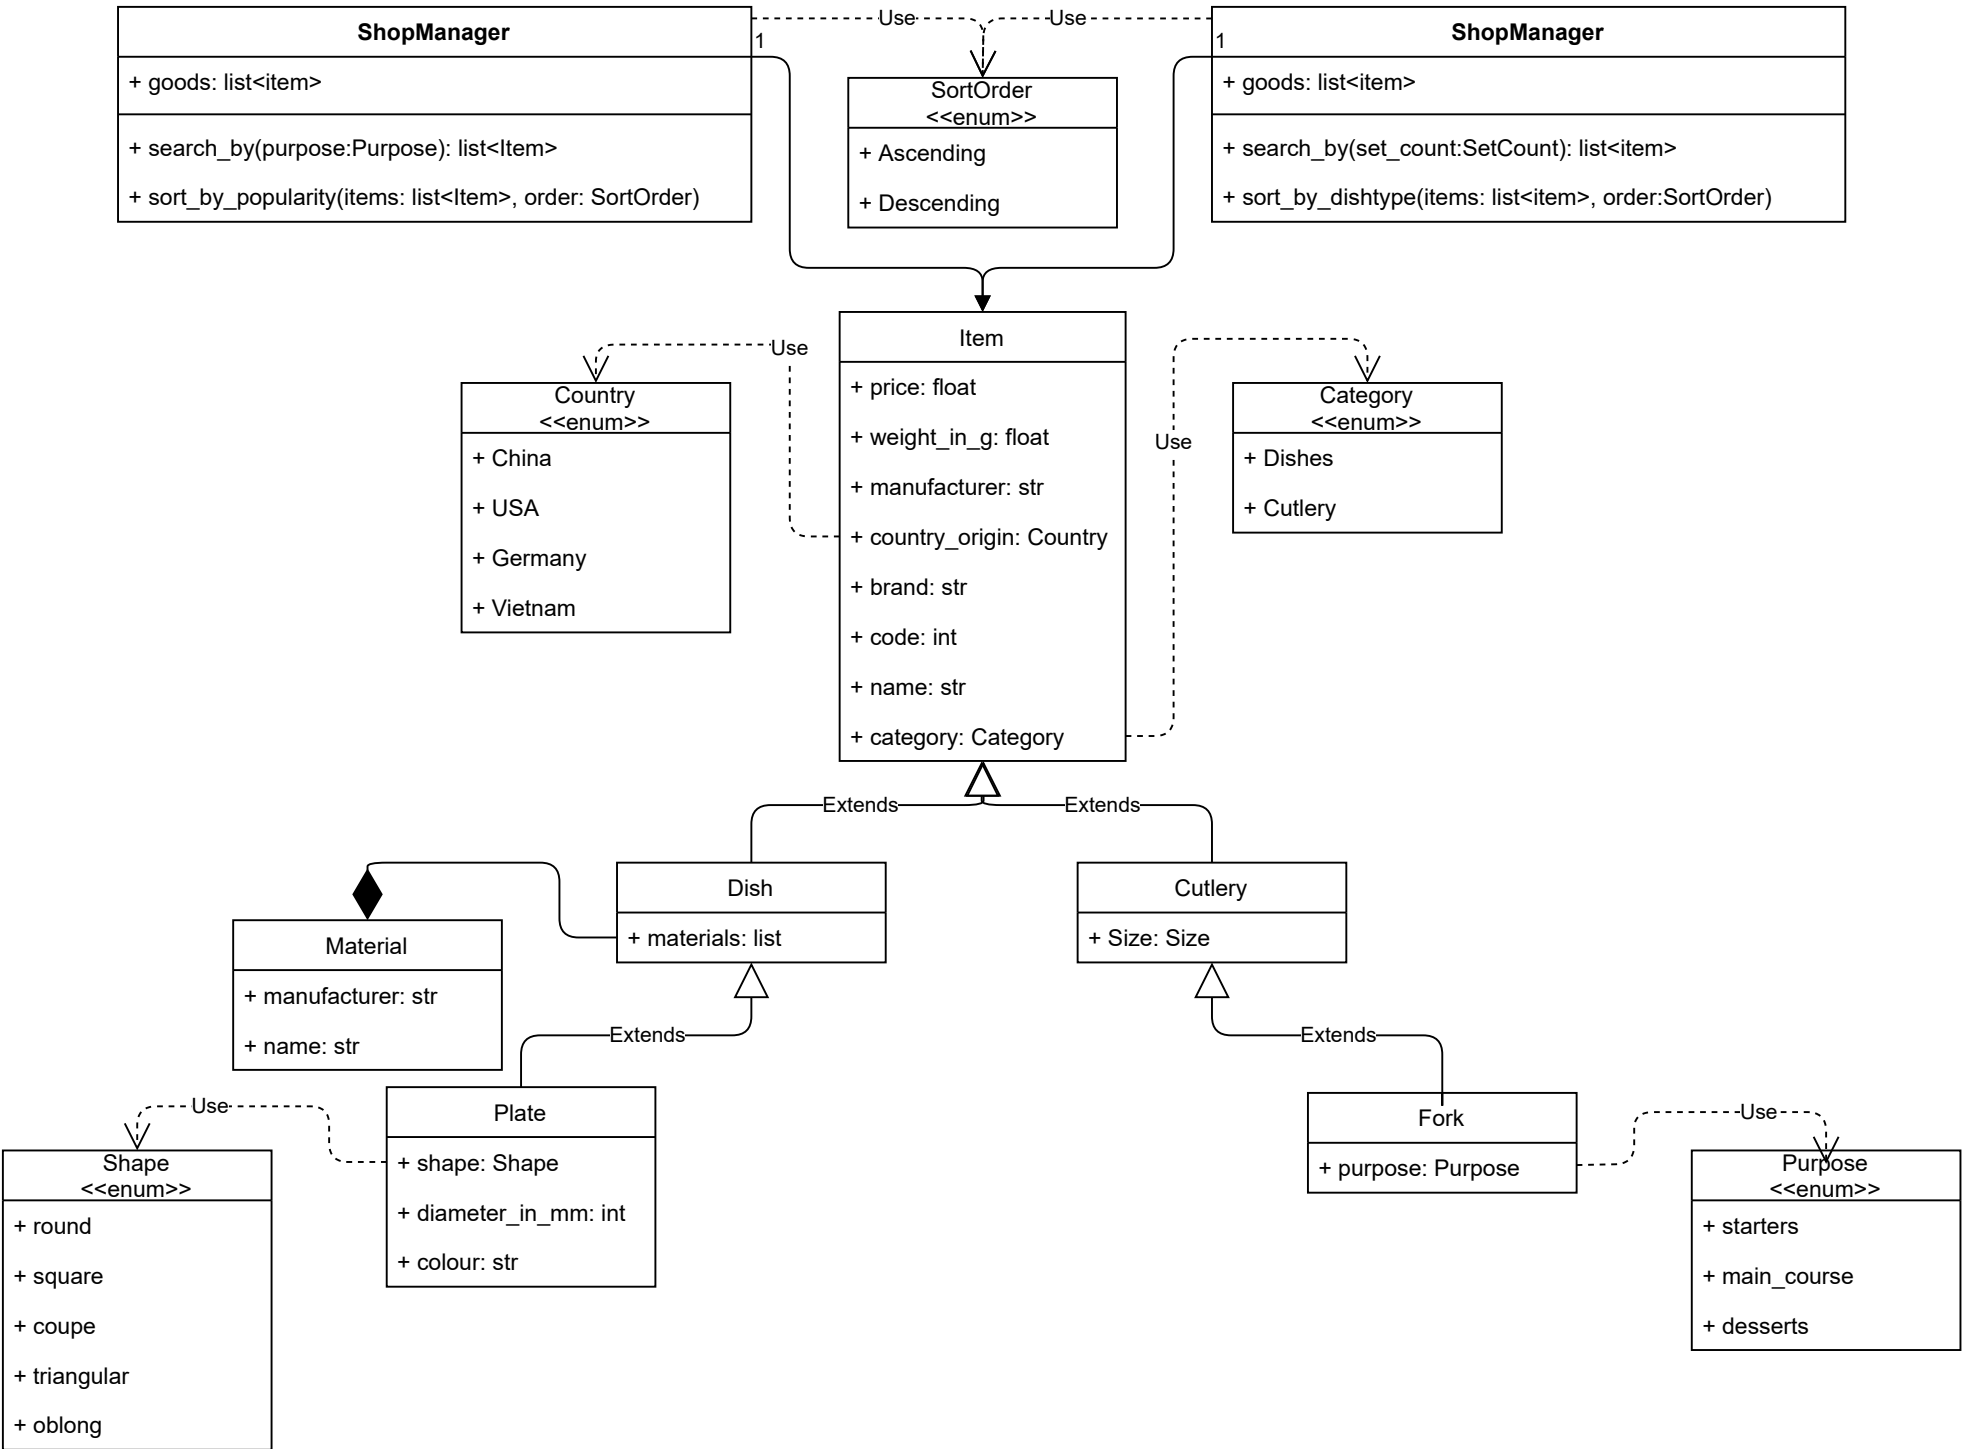 ShopManager
+ goods: list<item>
+ search_by(purpose:Purpose): list<Item>
+ sort_by_popularity(items: list<Item>, order: SortOrder)
1
Use
Use
SortOrder
<<enum>>
+ Ascending
+ Descending
1
ShopManager
+ goods: list<item>
+ search_by(set_count:SetCount): list<item>
+ sort_by_dishtype(items: list<item>, order:SortOrder)
Use
Country
<<enum>>
+ China
+ USA
+ Germany
+ Vietnam
Item
+ price: float
+ weight_in_g: float
+ manufacturer: str
+ country_origin: Country
+ brand: str
+ code: int
+ name: str
+ category: Category
Use
Category
<<enum>>
+ Dishes
+ Cutlery
Extends
Extends
Material
+ manufacturer: str
+ name: str
Dish
+ materials: list
Cutlery
+ Size: Size
Extends
Extends
Use
Shape
<<enum>>
+ round
+ square
+ coupe
+ triangular
+ oblong
Plate
+ shape: Shape
+ diameter_in_mm: int
+ colour: str
Fork
+ purpose: Purpose
Use
Purpose
<<enum>>
+ starters
+ main_course
+ desserts